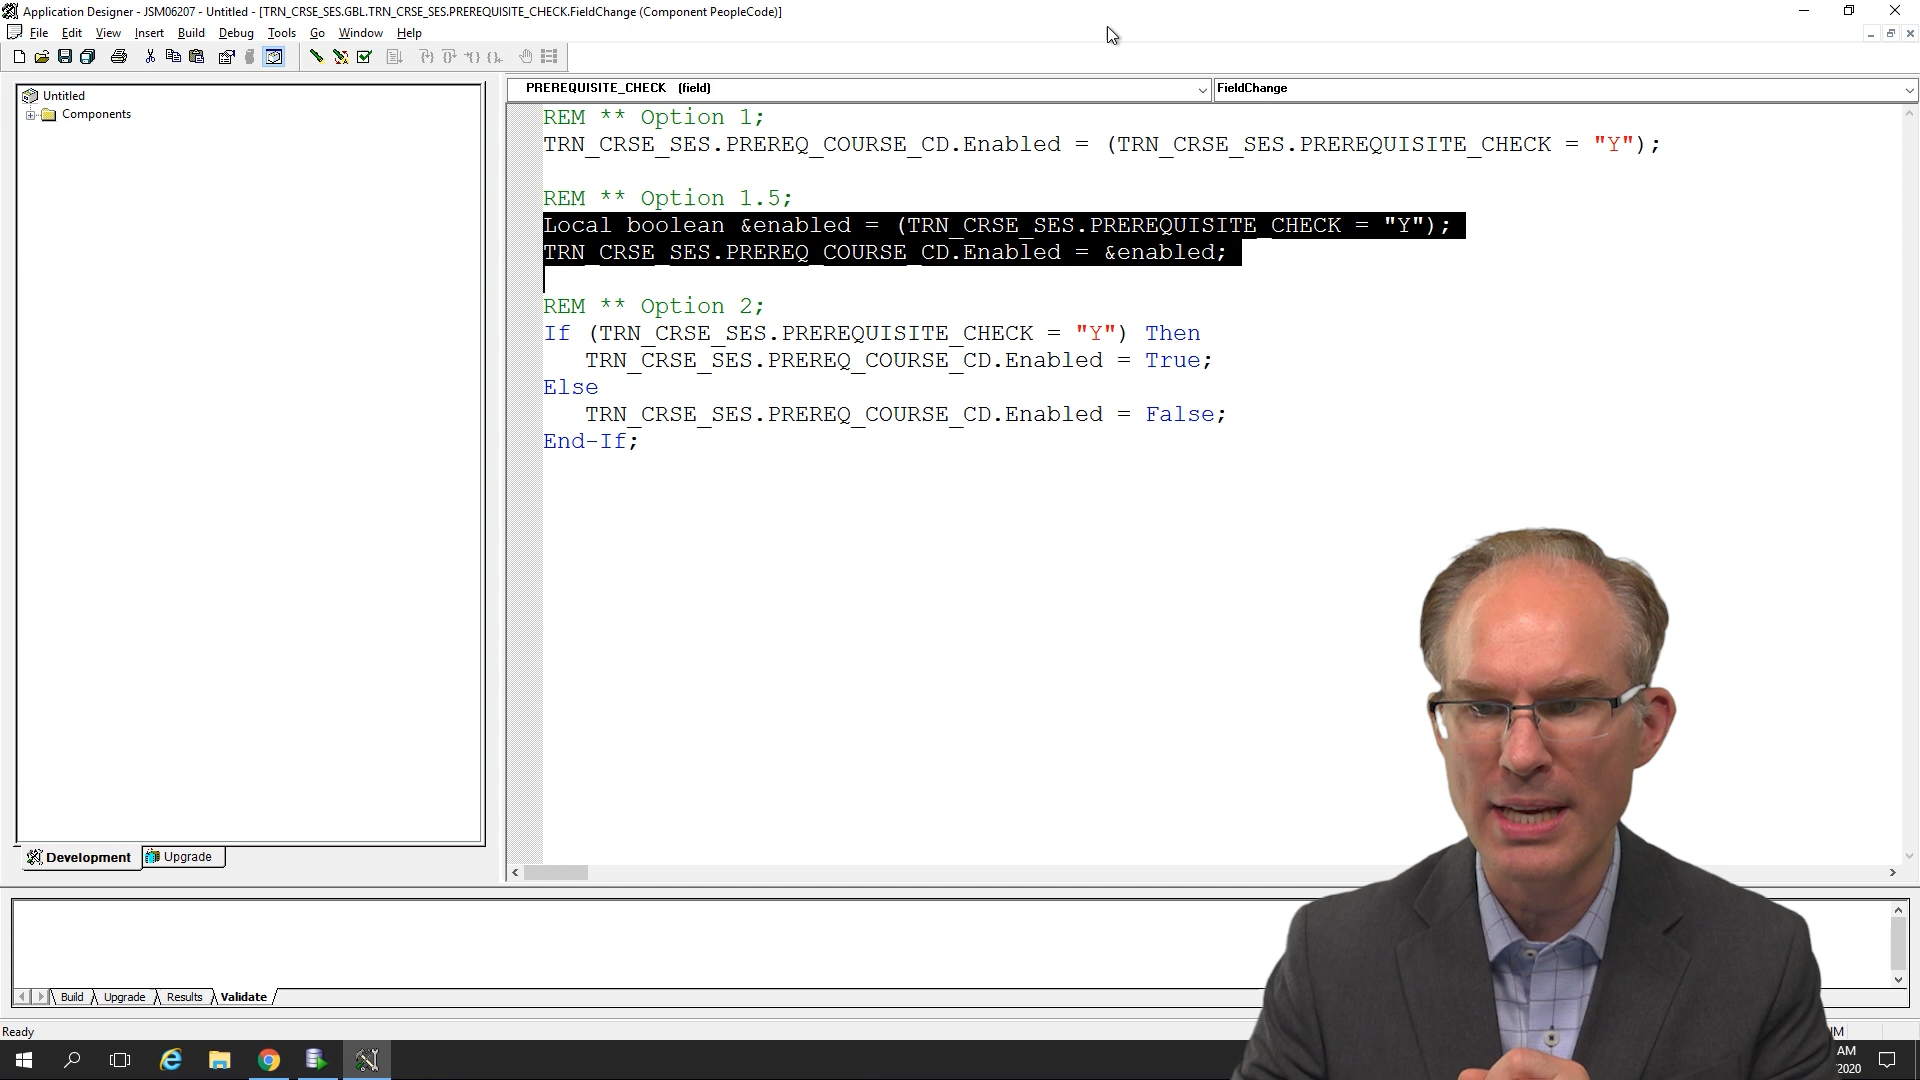 Application Designer - JSM06207 - Untitled - [TRN_CRSE_SES.GBL.TRN_CRSE_SES.PREREQUISITE_CHECK.FieldChange (Component PeopleCode)]
File Edit View Insert Build Debug Tools Go Window Help
Untitled
Components
PREREQUISITE_CHECK (field)
FieldChange
REM ** Option 1;
TRN_CRSE_SES.PREREQ_COURSE_CD.Enabled = (TRN_CRSE_SES.PREREQUISITE_CHECK = "Y");
REM ** Option 1.5;
Local boolean &enabled = (TRN_CRSE_SES.PREREQUISITE_CHECK = "Y");
TRN_CRSE_SES.PREREQ_COURSE_CD.Enabled = &enabled;
REM ** Option 2;
If (TRN_CRSE_SES.PREREQUISITE_CHECK = "Y") Then
TRN_CRSE_SES.PREREQ_COURSE_CD.Enabled = True;
Else
TRN_CRSE_SES.PREREQ_COURSE_CD.Enabled = False;
End-If;
Development Upgrade
Build Upgrade Results Validate
Ready
AM
2020